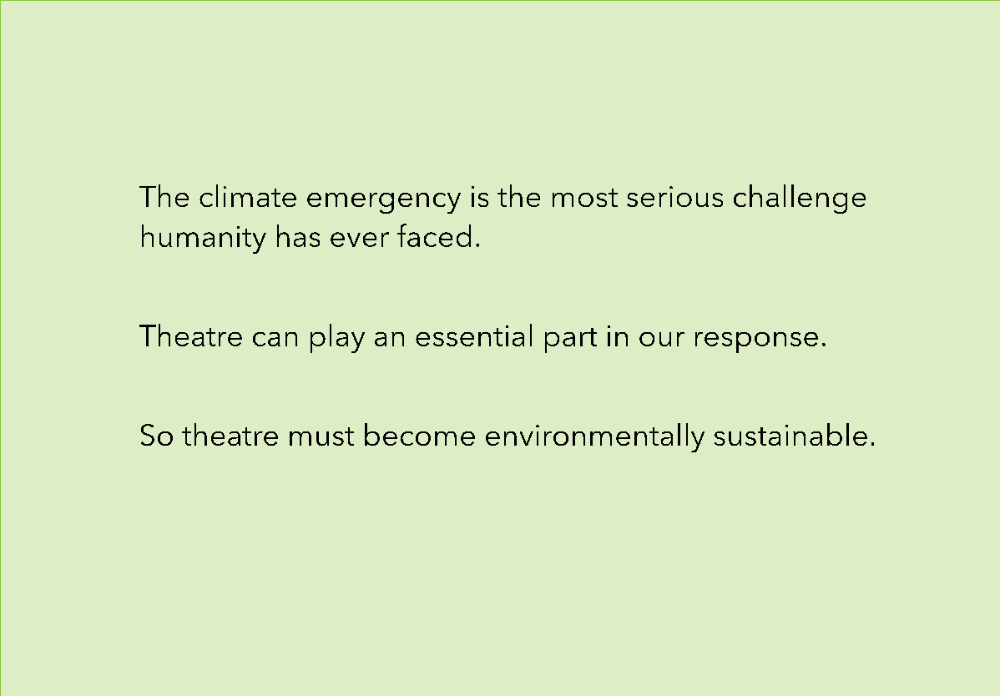 The climate emergency is the most serious challenge
humanity has ever faced.
Theatre can play an essential part in our response.
So theatre must become environmentally sustainable.